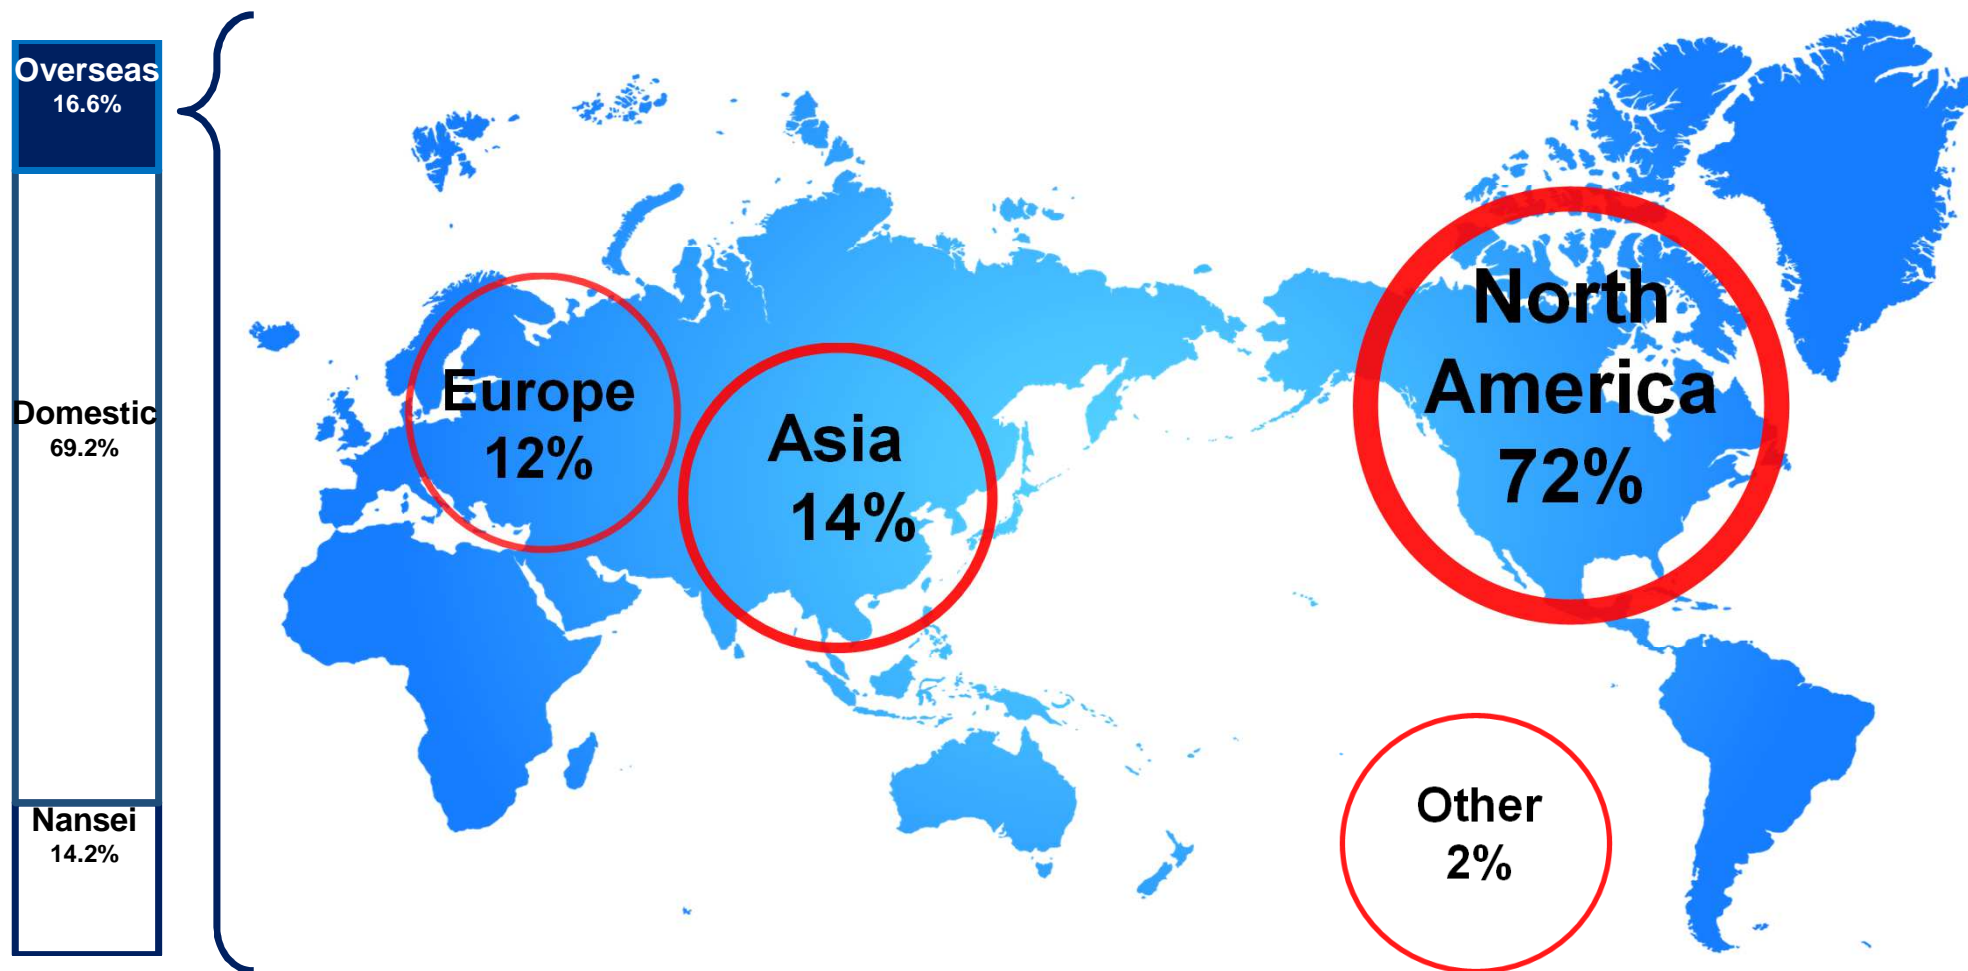 Overseas
16.6%
Domestic
69.2%
Nansei
14.2%
Europe
12%
Asia
14%
North
America
72%
Other
2%